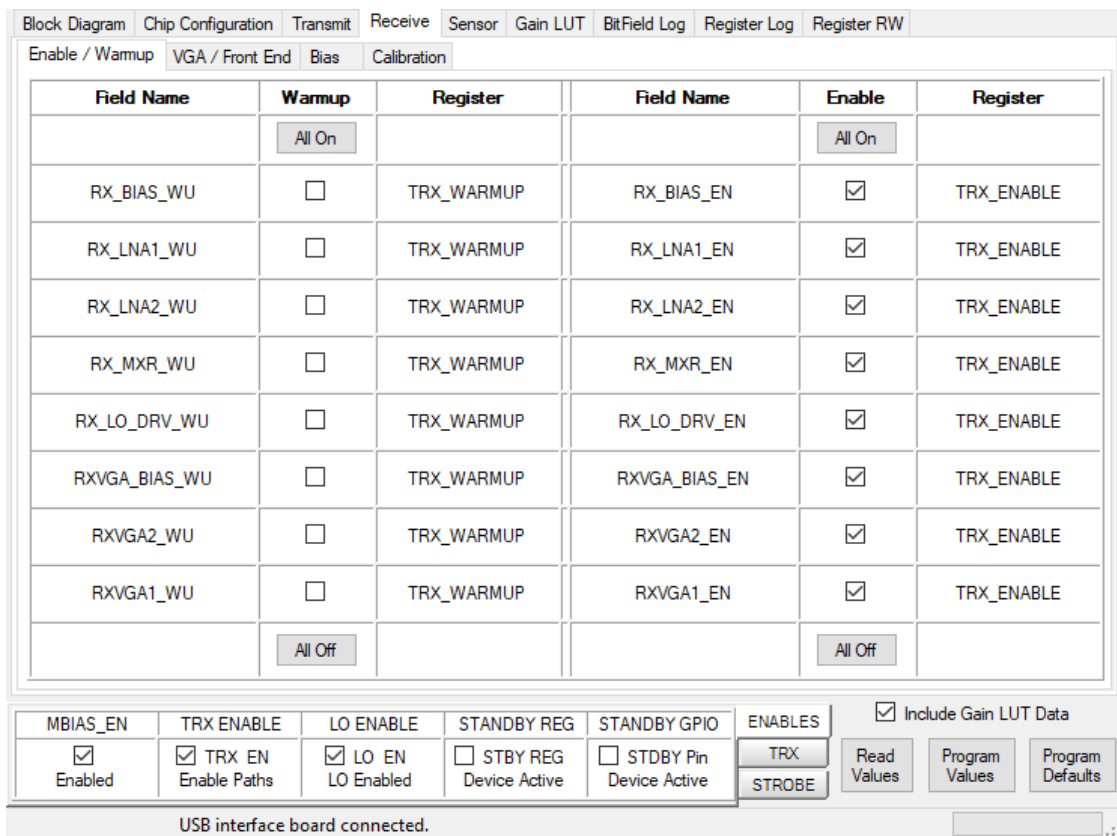 Block Diagram Chip Configuration Transmit Receive Sensor Gain LUT BitField Log Register Log Register RW
Enable / Warmup VGA / Front End Bias Calibration
Field Name Warmup Register Field Name Enable Register
All On All On
RX_BIAS_WU TRX_WARMUP RX_BIAS_EN TRX_ENABLE
RX_LNA1_WU TRX_WARMUP RX_LNA1_EN TRX_ENABLE
RX_LNA2_WU TRX_WARMUP RX_LNA2_EN TRX_ENABLE
RX_MXR_WU TRX_WARMUP RX_MXR_EN TRX_ENABLE
RX_LO_DRV_WU TRX_WARMUP RX_LO_DRV_EN TRX_ENABLE
RXVGA_BIAS_WU TRX_WARMUP RXVGA_BIAS_EN TRX_ENABLE
RXVGA2_WU TRX_WARMUP RXVGA2_EN TRX_ENABLE
RXVGA1_WU TRX_WARMUP RXVGA1_EN TRX_ENABLE
All Off All Off
MBIAS_EN TRX ENABLE LO ENABLE STANDBY REG STANDBY GPIO ENABLES Include Gain LUT Data
TRX_EN LO_EN STBY REG STDBY Pin TRX Read Program Program
Enabled Enable Paths LO Enabled Device Active Device Active STROBE Values Values Defaults
USB interface board connected.